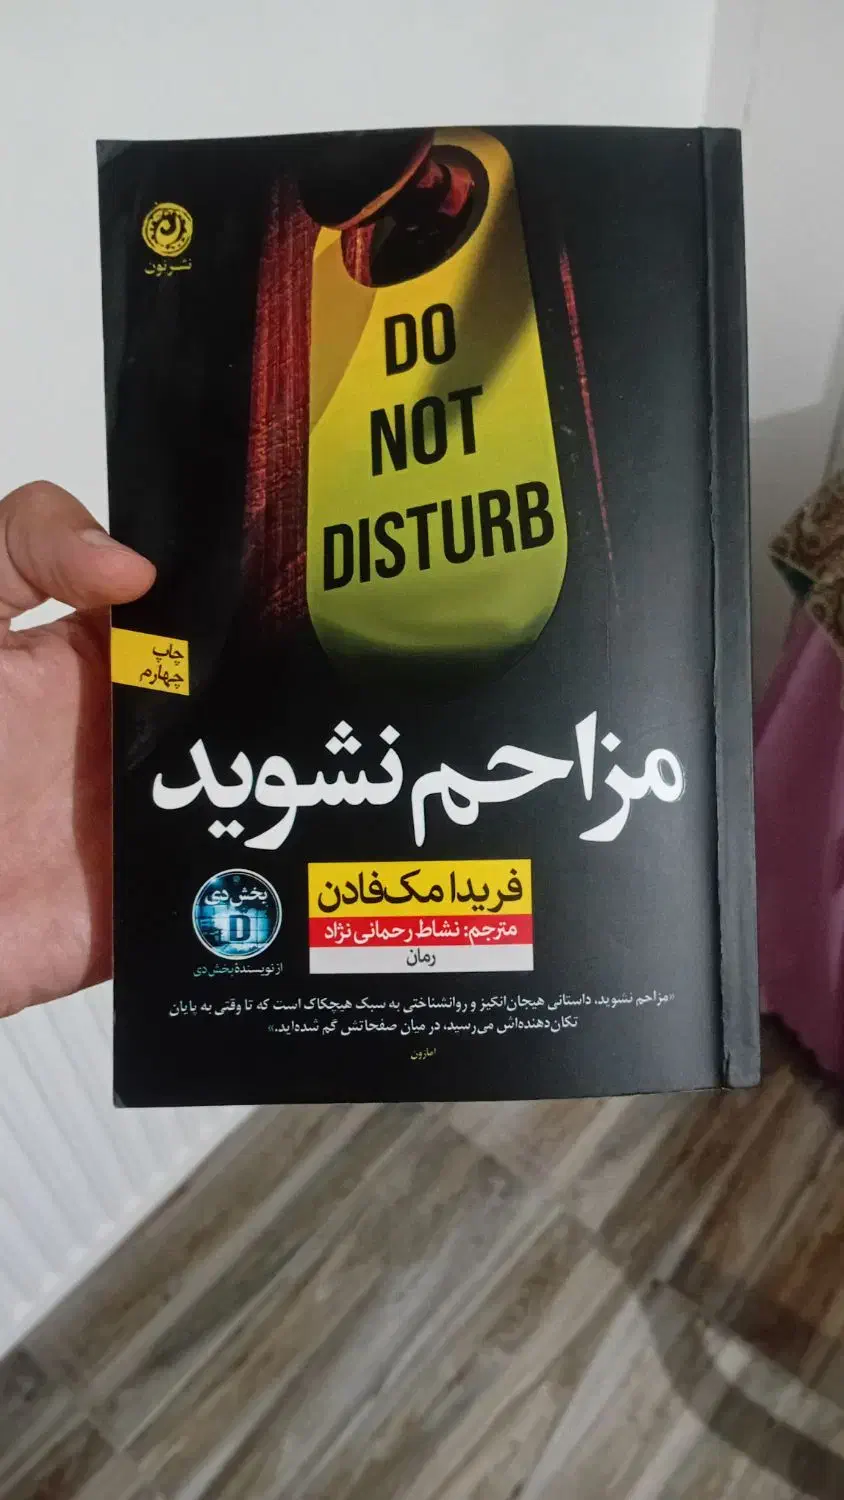 نشر نون
DO
NOT
DISTURB
چاپ
چهارم
مزاحم نشوید
فریدا مک‌فادن
مترجم: نشاط رحمانی نژاد
رمان
بخش دی
D
از نویسندهٔ بخش دی
«مزاحم نشوید، داستانی هیجان‌انگیز و روانشناختی به سبک هیچکاک است که تا وقتی به پایان
تکان‌دهنده‌اش می‌رسید، در میان صفحاتش گم شده‌اید.»
آمازون